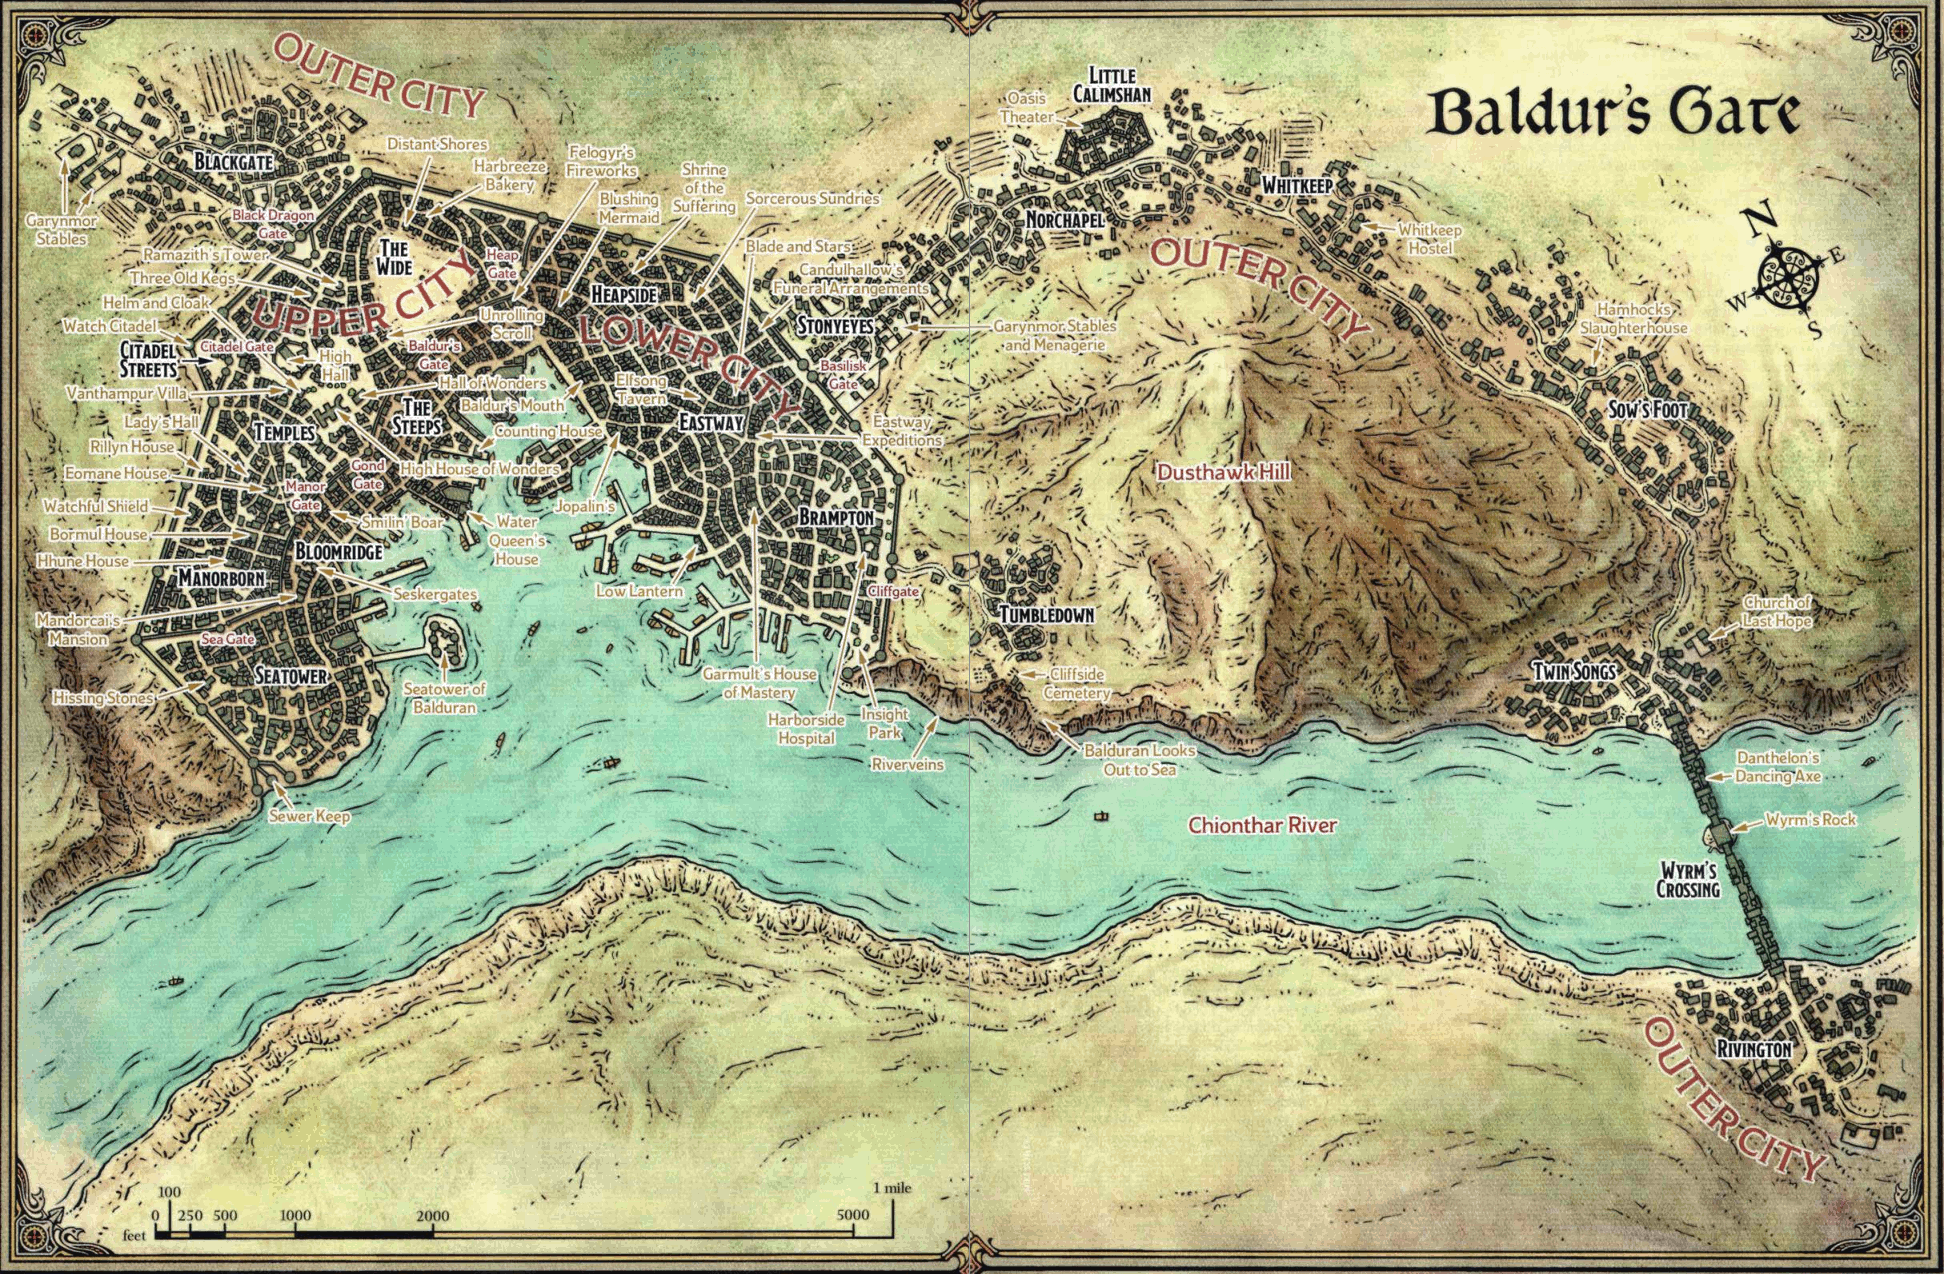 OUTER CITY
LITTLE
CALIMSHAN
Baldur's Gate
Oasis
Theater
Distant Shores
Harbreeze
Bakery
Felogyr's
Fireworks
Shrine
of the
Suffering
Blushing
Mermaid
Sorcerous Sundries
BLACKGATE
WHITKEEP
NORCHAPEL
Whitkeep
Hostel
N
E
W
S
Garynmor
Stables
Black Dragon
Gate
Ramazith's Tower
Three Old Kegs
Helm and Cloak
Watch Citadel
CITADEL
STREETS
Citadel Gate
THE
WIDE
Heap
Gate
UPPER CITY
HEAPSIDE
LOWER CITY
Blade and Stars
Candulhallow's
Funeral Arrangements
STONYEYES
Garynmor Stables
and Menagerie
OUTER CITY
Hamhocks
Slaughterhouse
Unrolling
Scroll
High
Hall
Baldur's
Gate
Basilisk
Gate
Vanthampur Villa
Hall of Wonders
Baldur's Mouth
Elfsong
Tavern
THE
STEEPS
EASTWAY
SOW'S FOOT
Lady's Hall
TEMPLES
Counting House
Eastway
Expeditions
Rillyn House
Eomane House
Gond
Gate
High House of Wonders
Dusthawk Hill
Manor
Gate
Watchful Shield
Smilin' Boar
Jopalin's
Water
Queen's
House
BRAMPTON
Bormul House
BLOOMRIDGE
Hhune House
MANORBORN
Seskergates
Low Lantern
Cliffgate
TUMBLEDOWN
Mandorcai's
Mansion
Sea Gate
Church of
Last Hope
SEATOWER
Hissing Stones
Seatower of
Balduran
Garmult's House
of Mastery
Cliffside
Cemetery
TWIN SONGS
Harborside
Hospital
Insight
Park
Riverveins
Balduran Looks
Out to Sea
Danthelon's
Dancing Axe
Sewer Keep
Chionthar River
Wyrm's Rock
WYRM'S
CROSSING
RIVINGTON
OUTER CITY
100
1 mile
0 250 500 1000 2000 5000
feet